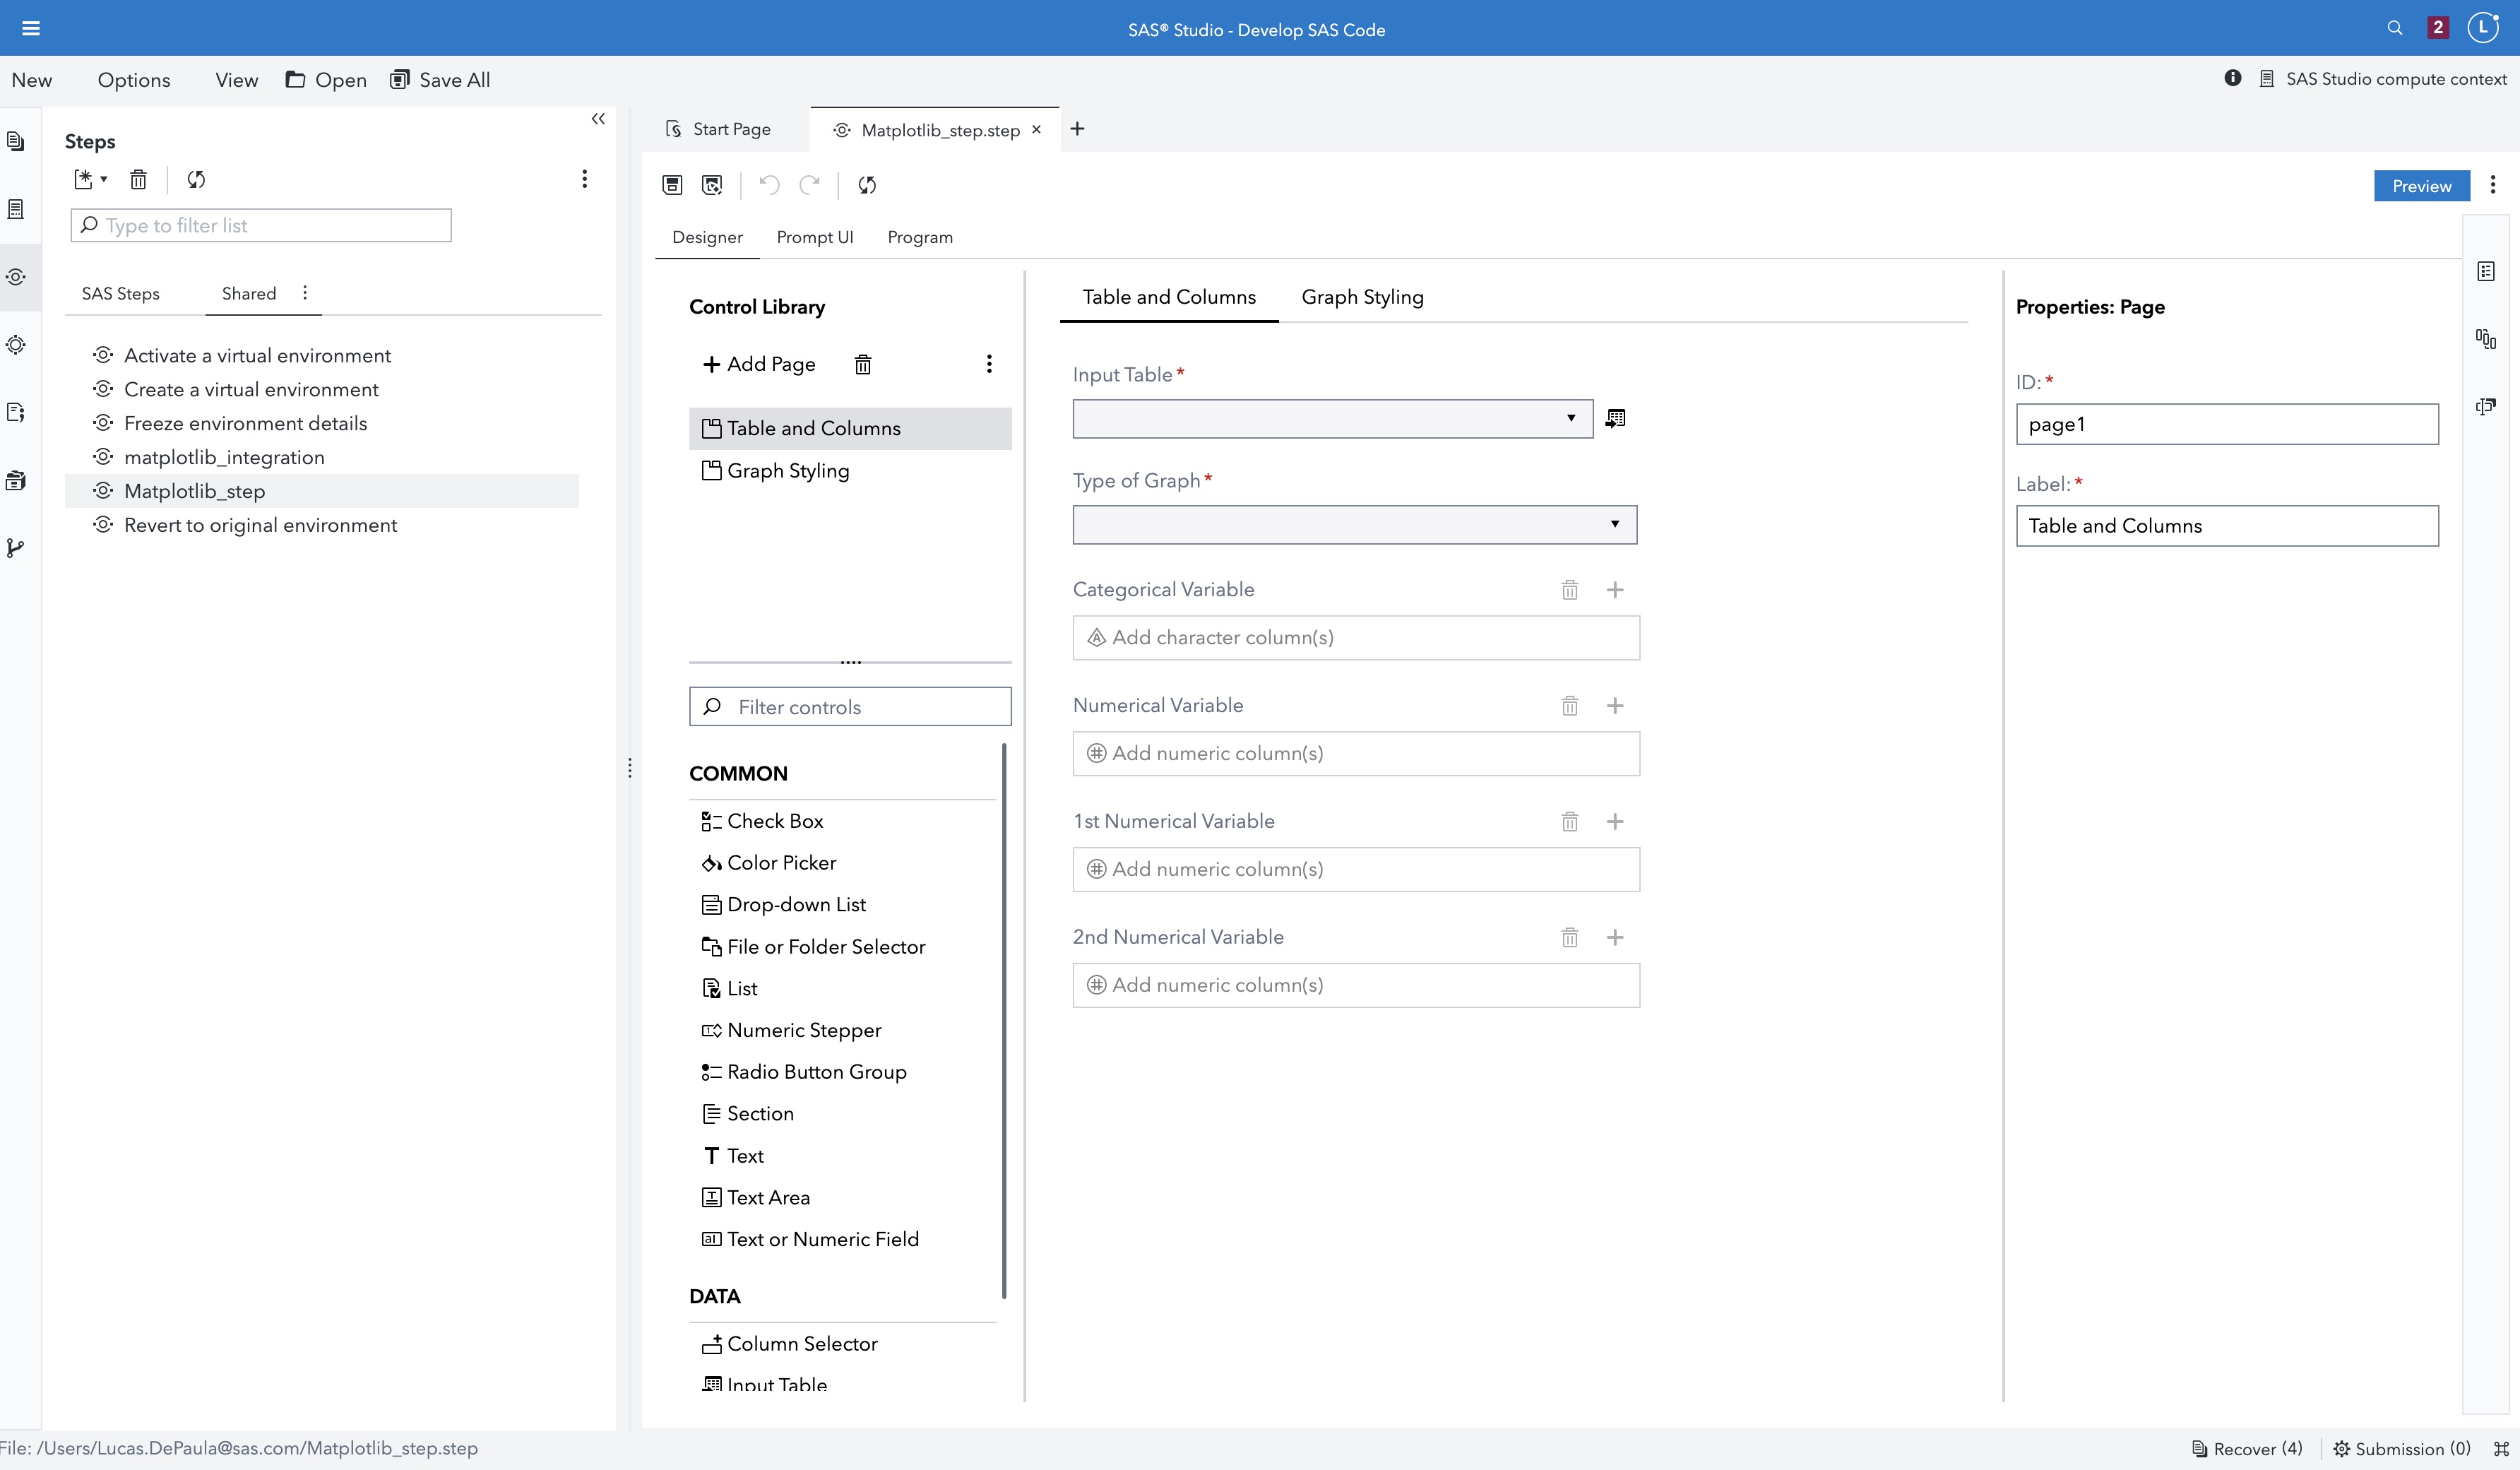 SAS® Studio - Develop SAS Code
2
L
New
Options
View
Open
Save All
SAS Studio compute context
Steps
Type to filter list
SAS Steps
Shared
Activate a virtual environment
Create a virtual environment
Freeze environment details
matplotlib_integration
Matplotlib_step
Revert to original environment
Start Page
Matplotlib_step.step
Preview
Designer
Prompt UI
Program
Control Library
Add Page
Table and Columns
Graph Styling
Filter controls
COMMON
Check Box
Color Picker
Drop-down List
File or Folder Selector
List
Numeric Stepper
Radio Button Group
Section
Text
Text Area
Text or Numeric Field
DATA
Column Selector
Input Table
Table and Columns
Graph Styling
Input Table*
Type of Graph*
Categorical Variable
Add character column(s)
Numerical Variable
Add numeric column(s)
1st Numerical Variable
Add numeric column(s)
2nd Numerical Variable
Add numeric column(s)
Properties: Page
ID:*
page1
Label:*
Table and Columns
File: /Users/Lucas.DePaula@sas.com/Matplotlib_step.step
Recover (4)
Submission (0)